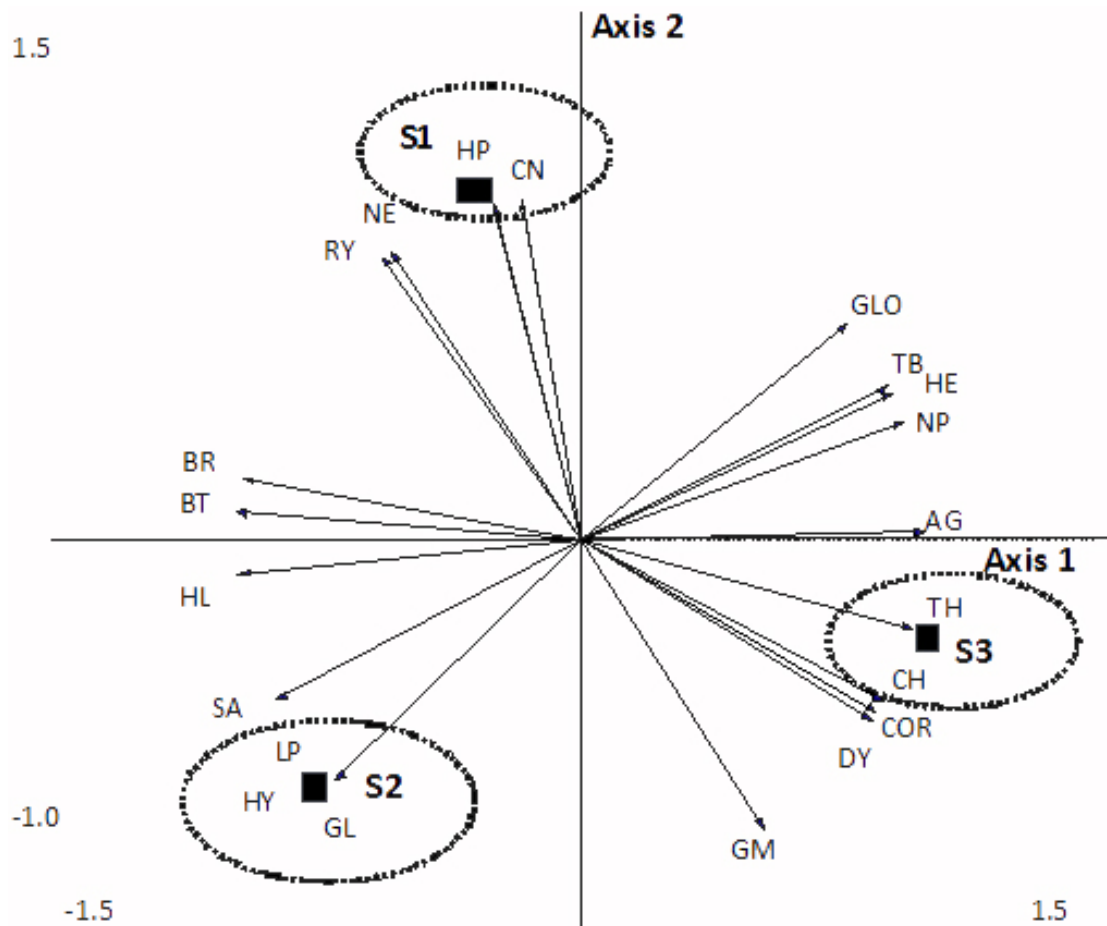 Axis 2
1.5
S1
HP
CN
NE
RY
GLO
TB
HE
NP
BR
BT
AG
Axis 1
HL
TH
S3
CH
SA
COR
LP
DY
S2
HY
GL
-1.0
GM
-1.5
1.5